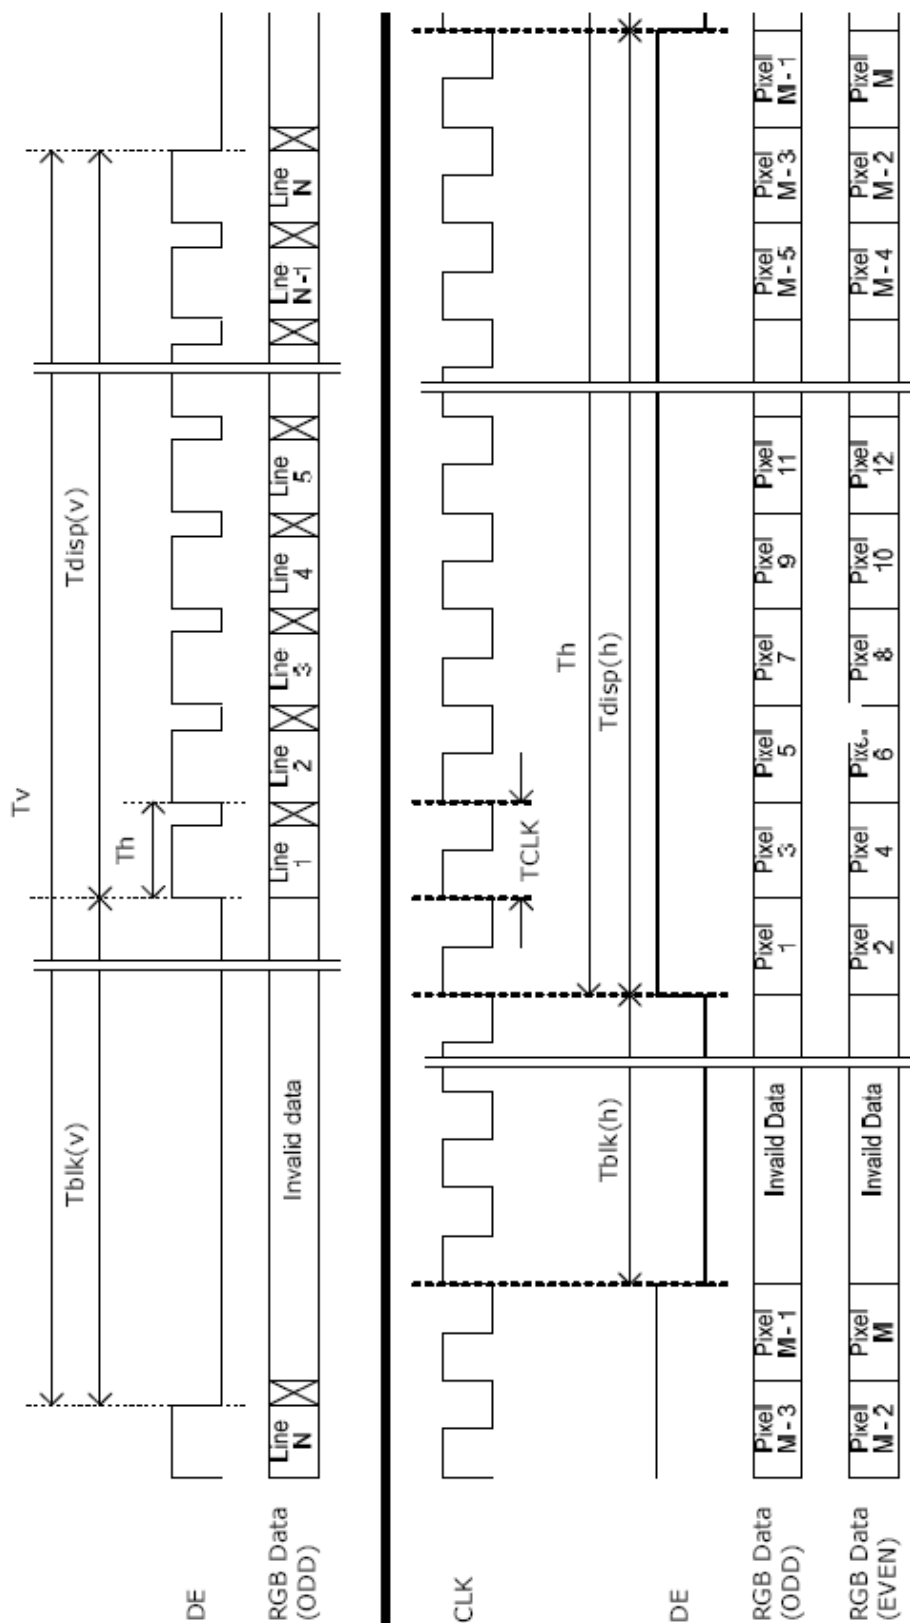 Tv
Tblk(v)
Tdisp(v)
Th
DE
RGB Data
(ODD)
Line
N
Invalid data
Line
1
Line
2
Line
3
Line
4
Line
5
Line
N-1
Line
N
CLK
TCLK
Th
Tblk(h)
Tdisp(h)
DE
RGB Data
(ODD)
Pixel
M - 3
Pixel
M - 1
Invaild Data
Pixel
1
Pixel
3
Pixel
5
Pixel
7
Pixel
9
Pixel
11
Pixel
M - 5
Pixel
M - 3
Pixel
M - 1
RGB Data
(EVEN)
Pixel
M - 2
Pixel
M
Invaild Data
Pixel
2
Pixel
4
6
Pixel
8
Pixel
10
Pixel
12
Pixel
M - 4
Pixel
M - 2
Pixel
M